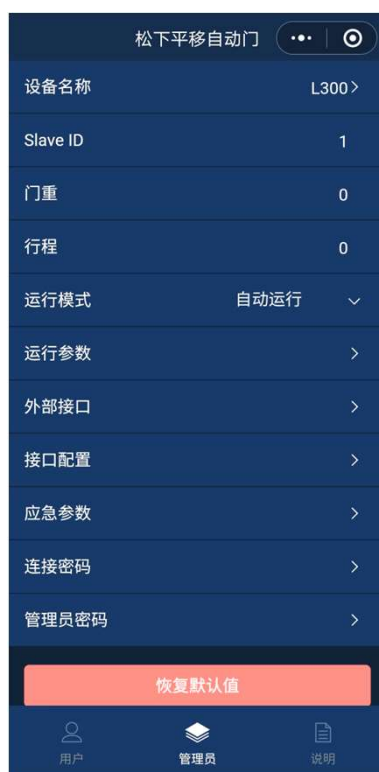 松下平移自动门
设备名称 L300
Slave ID 1
门重 0
行程 0
运行模式 自动运行
运行参数
外部接口
接口配置
应急参数
连接密码
管理员密码
恢复默认值
用户 管理员 说明